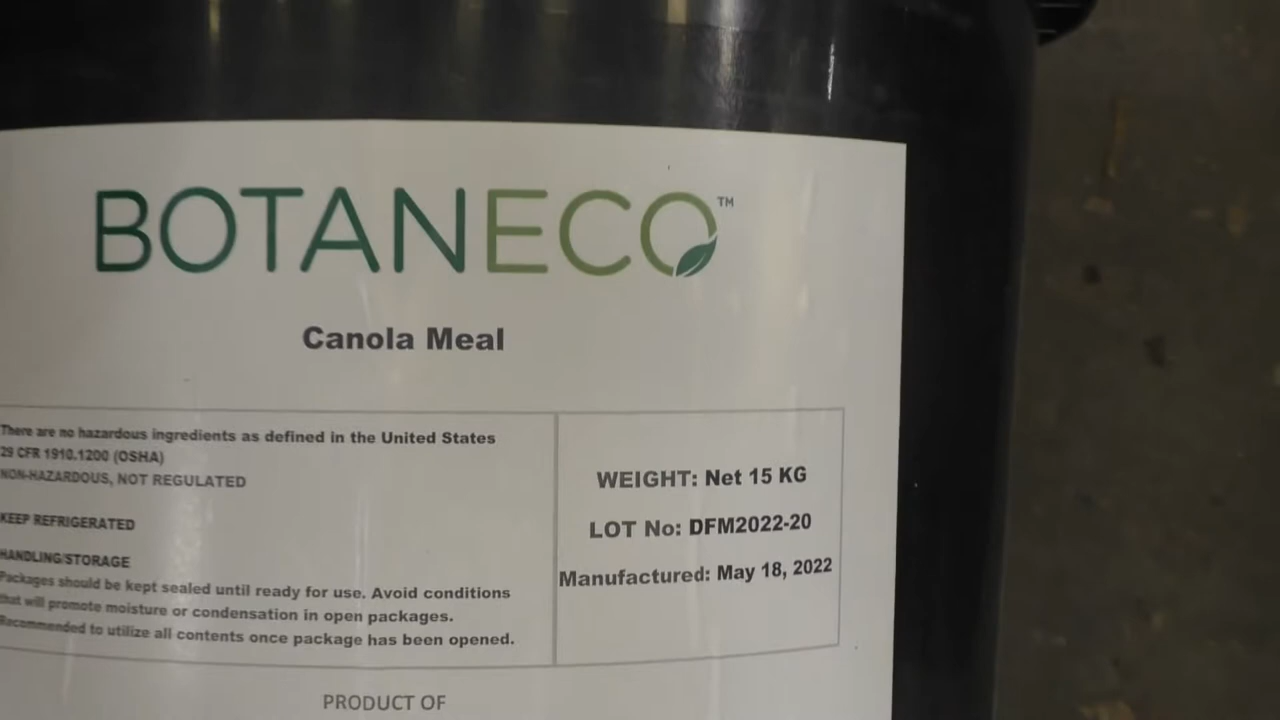 BOTANECO™
Canola Meal
There are no hazardous ingredients as defined in the United States
29 CFR 1910.1200 (OSHA)
NON-HAZARDOUS, NOT REGULATED
KEEP REFRIGERATED
HANDLING/STORAGE
Packages should be kept sealed until ready for use. Avoid conditions
that will promote moisture or condensation in open packages.
Recommended to utilize all contents once package has been opened.
WEIGHT: Net 15 KG
LOT No: DFM2022-20
Manufactured: May 18, 2022
PRODUCT OF